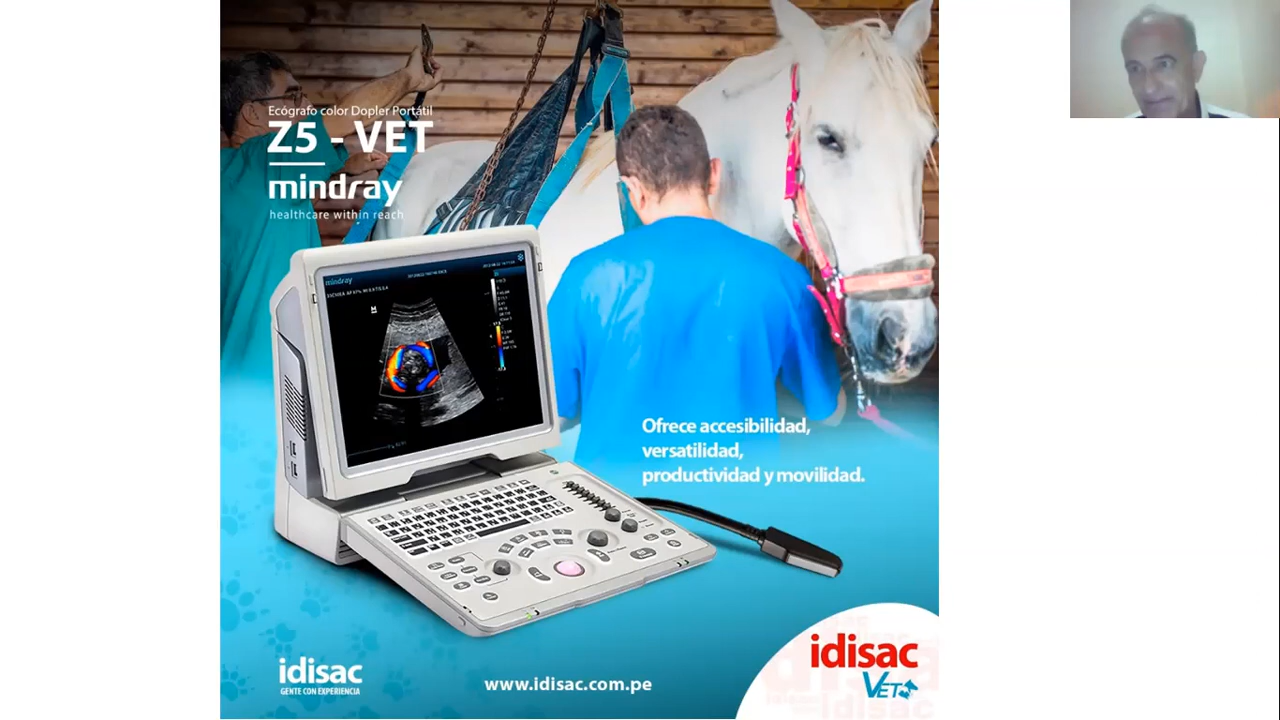 Ecógrafo color Dopler Portátil
Z5 - VET
mindray
healthcare within reach
mindray
Ofrece accesibilidad,
versatilidad,
productividad y movilidad.
idisac
GENTE CON EXPERIENCIA
www.idisac.com.pe
idisac
VET